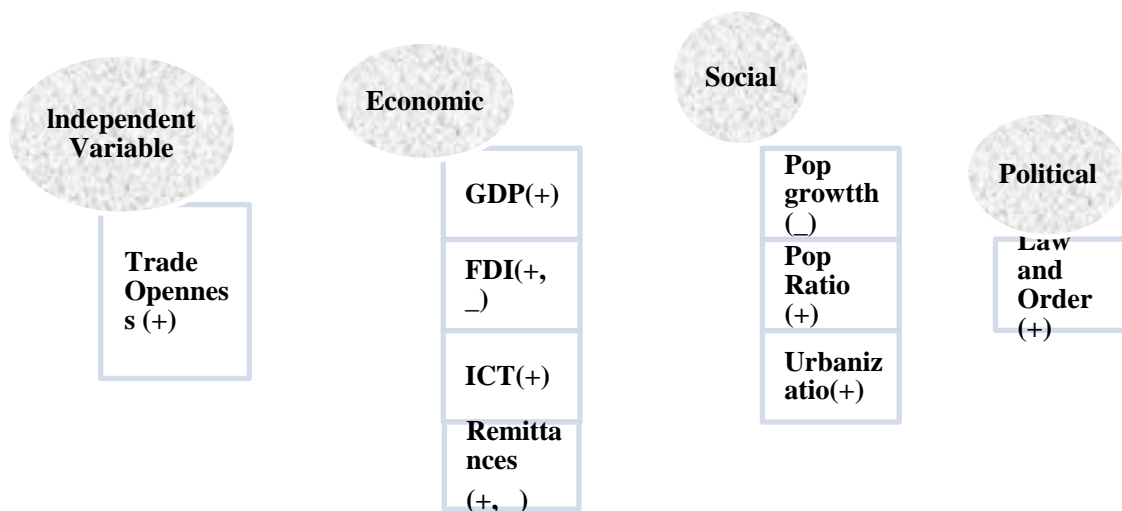 Independent
Variable
Trade
Opennes
s (+)
Economic
GDP(+)
FDI(+,
_)
ICT(+)
Remitta
nces
(+, _)
Social
Pop
growtth
(_)
Pop
Ratio
(+)
Urbaniz
atio(+)
Political
Law
and
Order
(+)